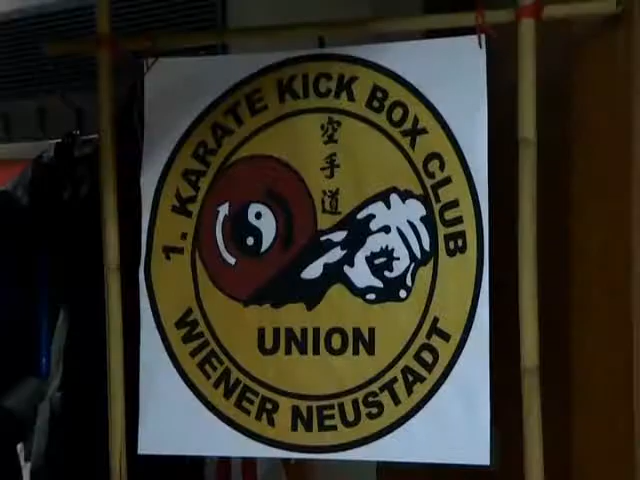 1. KARATE KICK BOX CLUB
空手道
UNION
WIENER NEUSTADT